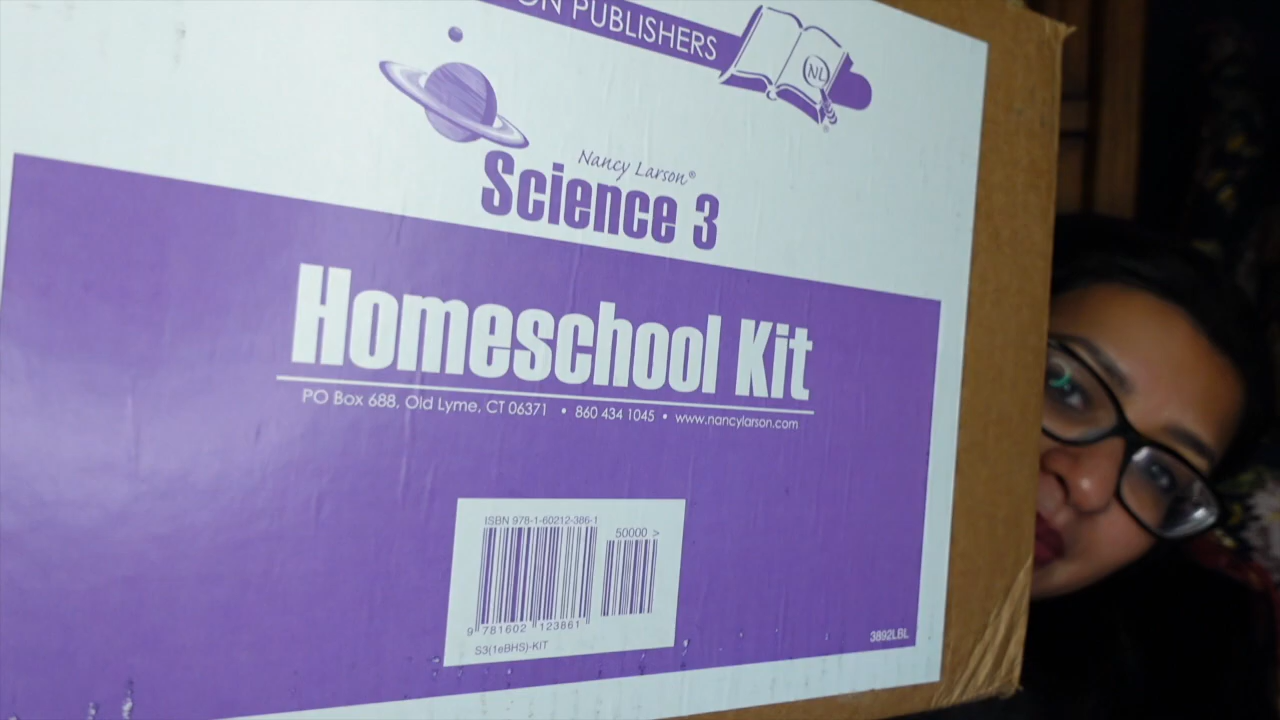 ON PUBLISHERS
NL
Nancy Larson®
Science 3
Homeschool Kit
PO Box 688, Old Lyme, CT 06371 • 860 434 1045 • www.nancylarson.com
ISBN 978-1-60212-386-1
50000 >
9 781602 123861
S3(1eBHS)-KIT
3892LBL